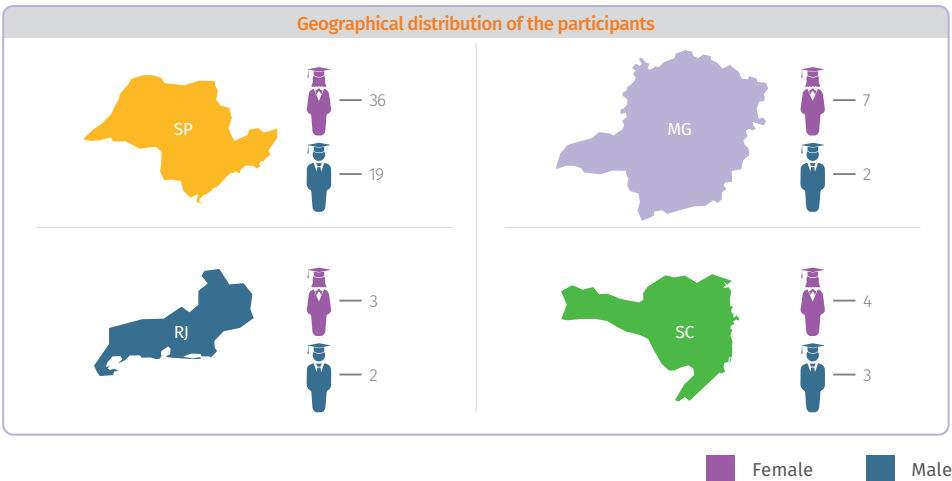 Geographical distribution of the participants
SP
36
19
MG
7
2
RJ
3
2
SC
4
3
Female
Male